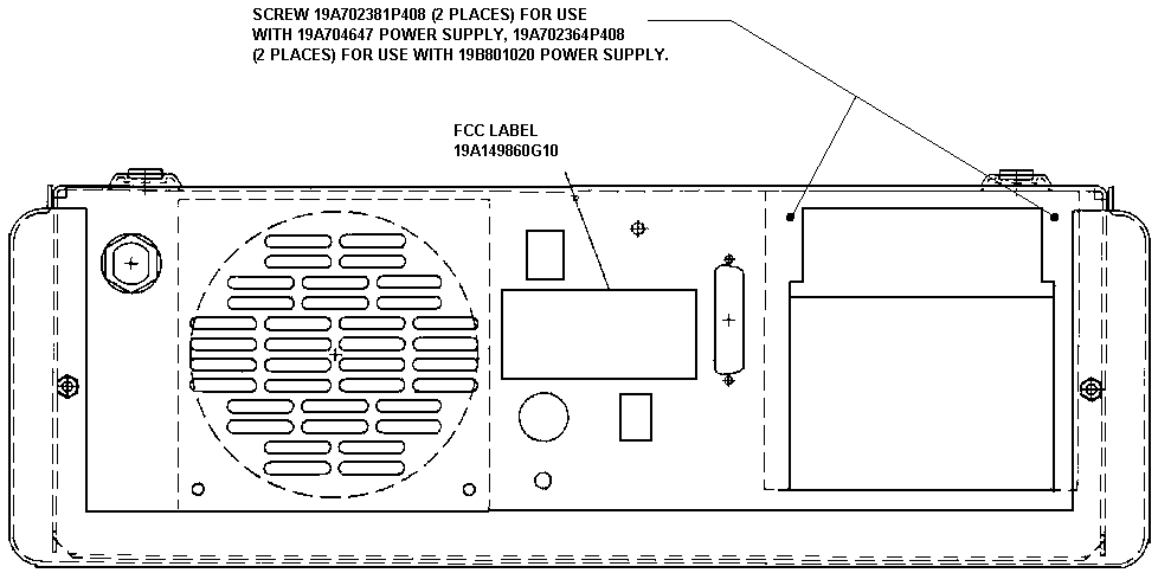 SCREW 19A702381P408 (2 PLACES) FOR USE
WITH 19A704647 POWER SUPPLY, 19A702364P408
(2 PLACES) FOR USE WITH 19B801020 POWER SUPPLY.
FCC LABEL
19A149860G10